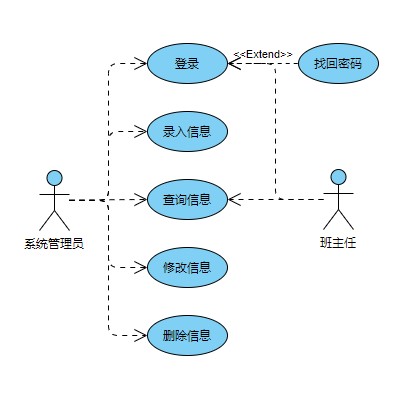 登录
<<Extend>>
找回密码
录入信息
查询信息
系统管理员
班主任
修改信息
删除信息